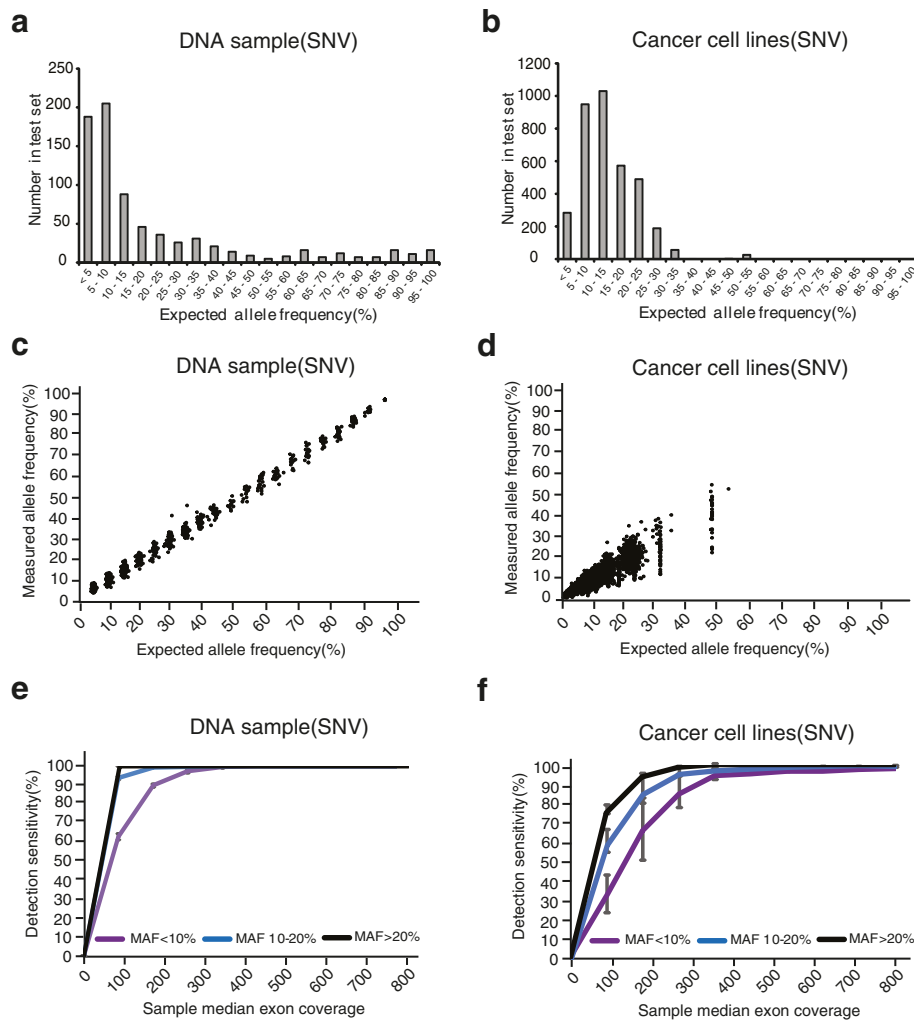 a
DNA sample(SNV)
Number in test set
250
200
150
100
50
0
< 5
5 - 10
10 - 15
15 - 20
20 - 25
25 - 30
30 - 35
35 - 40
40 - 45
45 - 50
50 - 55
55 - 60
60 - 65
65 - 70
70 - 75
75 - 80
80 - 85
85 - 90
90 - 95
95 - 100
Expected allele frequency(%)
b
Cancer cell lines(SNV)
Number in test set
1200
1000
800
600
400
200
0
< 5
5 - 10
10 - 15
15 - 20
20 - 25
25 - 30
30 - 35
35 - 40
40 - 45
45 - 50
50 - 55
55 - 60
60 - 65
65 - 70
70 - 75
75 - 80
80 - 85
85 - 90
90 - 95
95 - 100
Expected allele frequency(%)
c
DNA sample(SNV)
Measured allele frequency(%)
100
90
80
70
60
50
40
30
20
10
0
0 10 20 30 40 50 60 70 80 90 100
Expected allele frequency(%)
d
Cancer cell lines(SNV)
Measured allele frequency(%)
100
90
80
70
60
50
40
30
20
10
0
0 10 20 30 40 50 60 70 80 90 100
Expected allele frequency(%)
e
DNA sample(SNV)
Detection sensitivity(%)
100
90
80
70
60
50
40
30
20
10
0
MAF<10% MAF 10-20% MAF>20%
0 100 200 300 400 500 600 700 800
Sample median exon coverage
f
Cancer cell lines(SNV)
Detection sensitivity(%)
100
90
80
70
60
50
40
30
20
10
0
MAF<10% MAF 10-20% MAF>20%
0 100 200 300 400 500 600 700 800
Sample median exon coverage